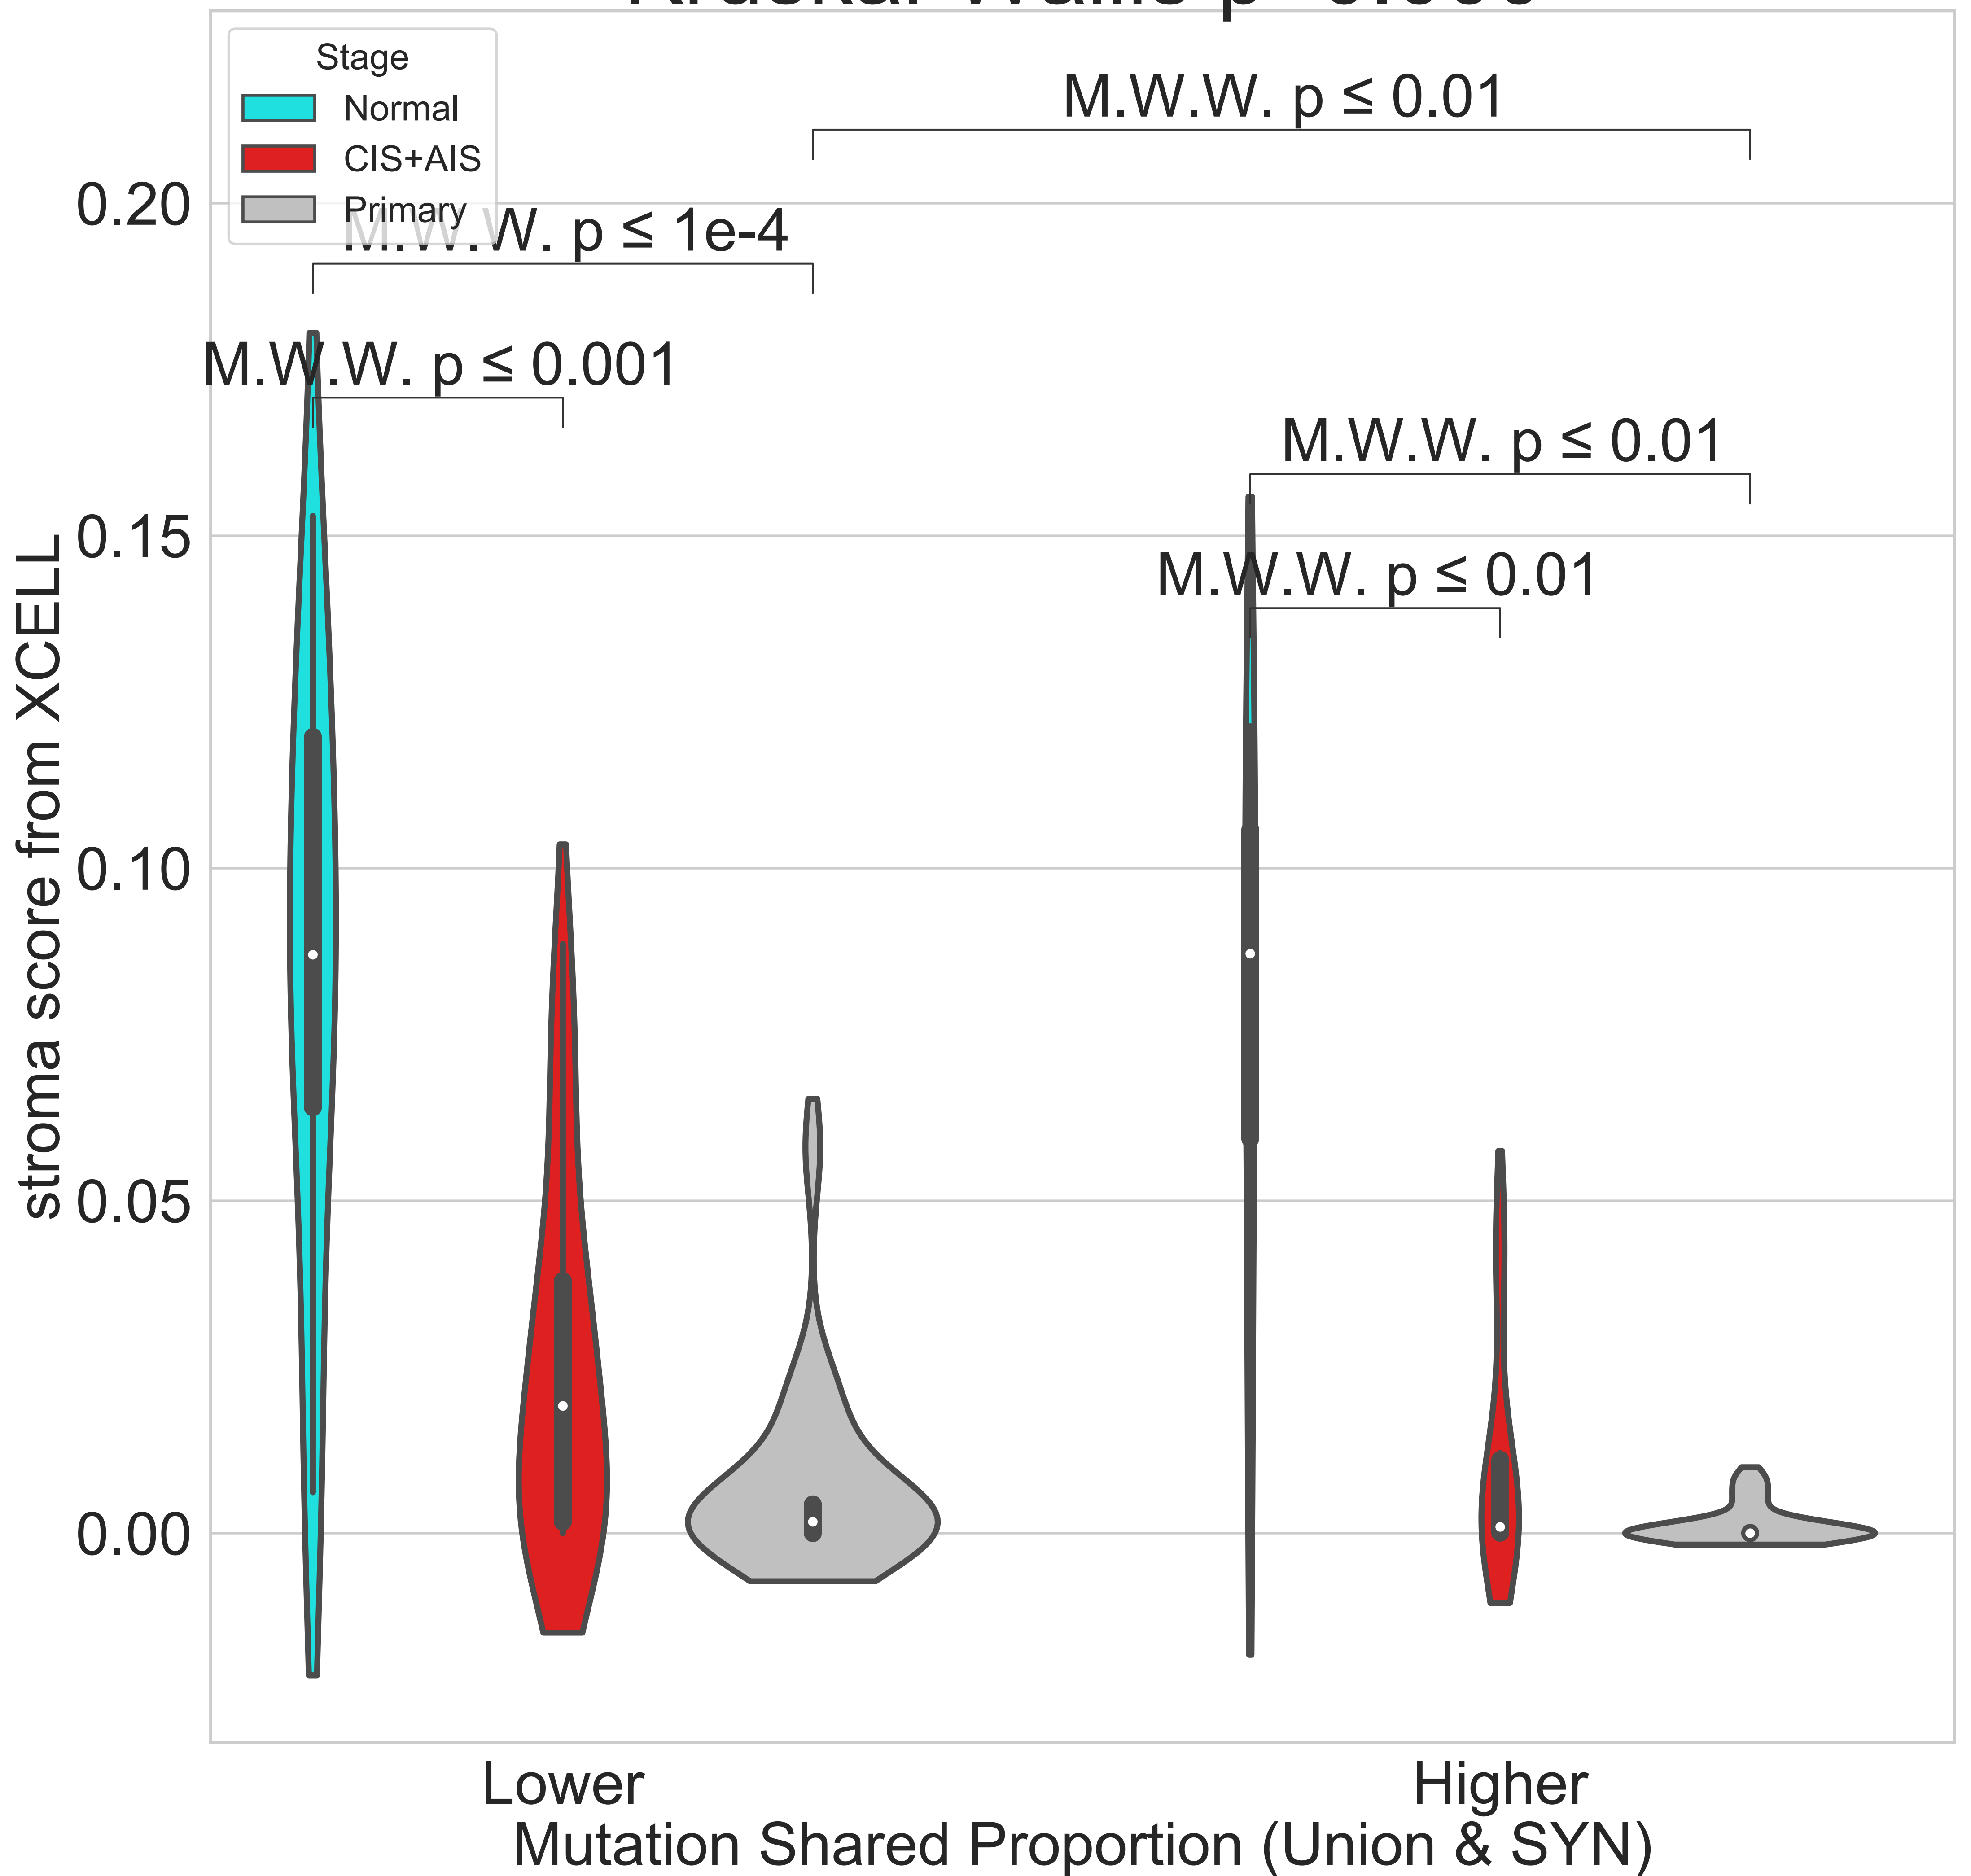 Stage
Normal
CIS+AIS
Primary
M.W.W. p ≤ 0.01
M.W.W. p ≤ 1e-4
M.W.W. p ≤ 0.001
M.W.W. p ≤ 0.01
M.W.W. p ≤ 0.01
stroma score from XCELL
0.20
0.15
0.10
0.05
0.00
Lower
Higher
Mutation Shared Proportion (Union & SYN)